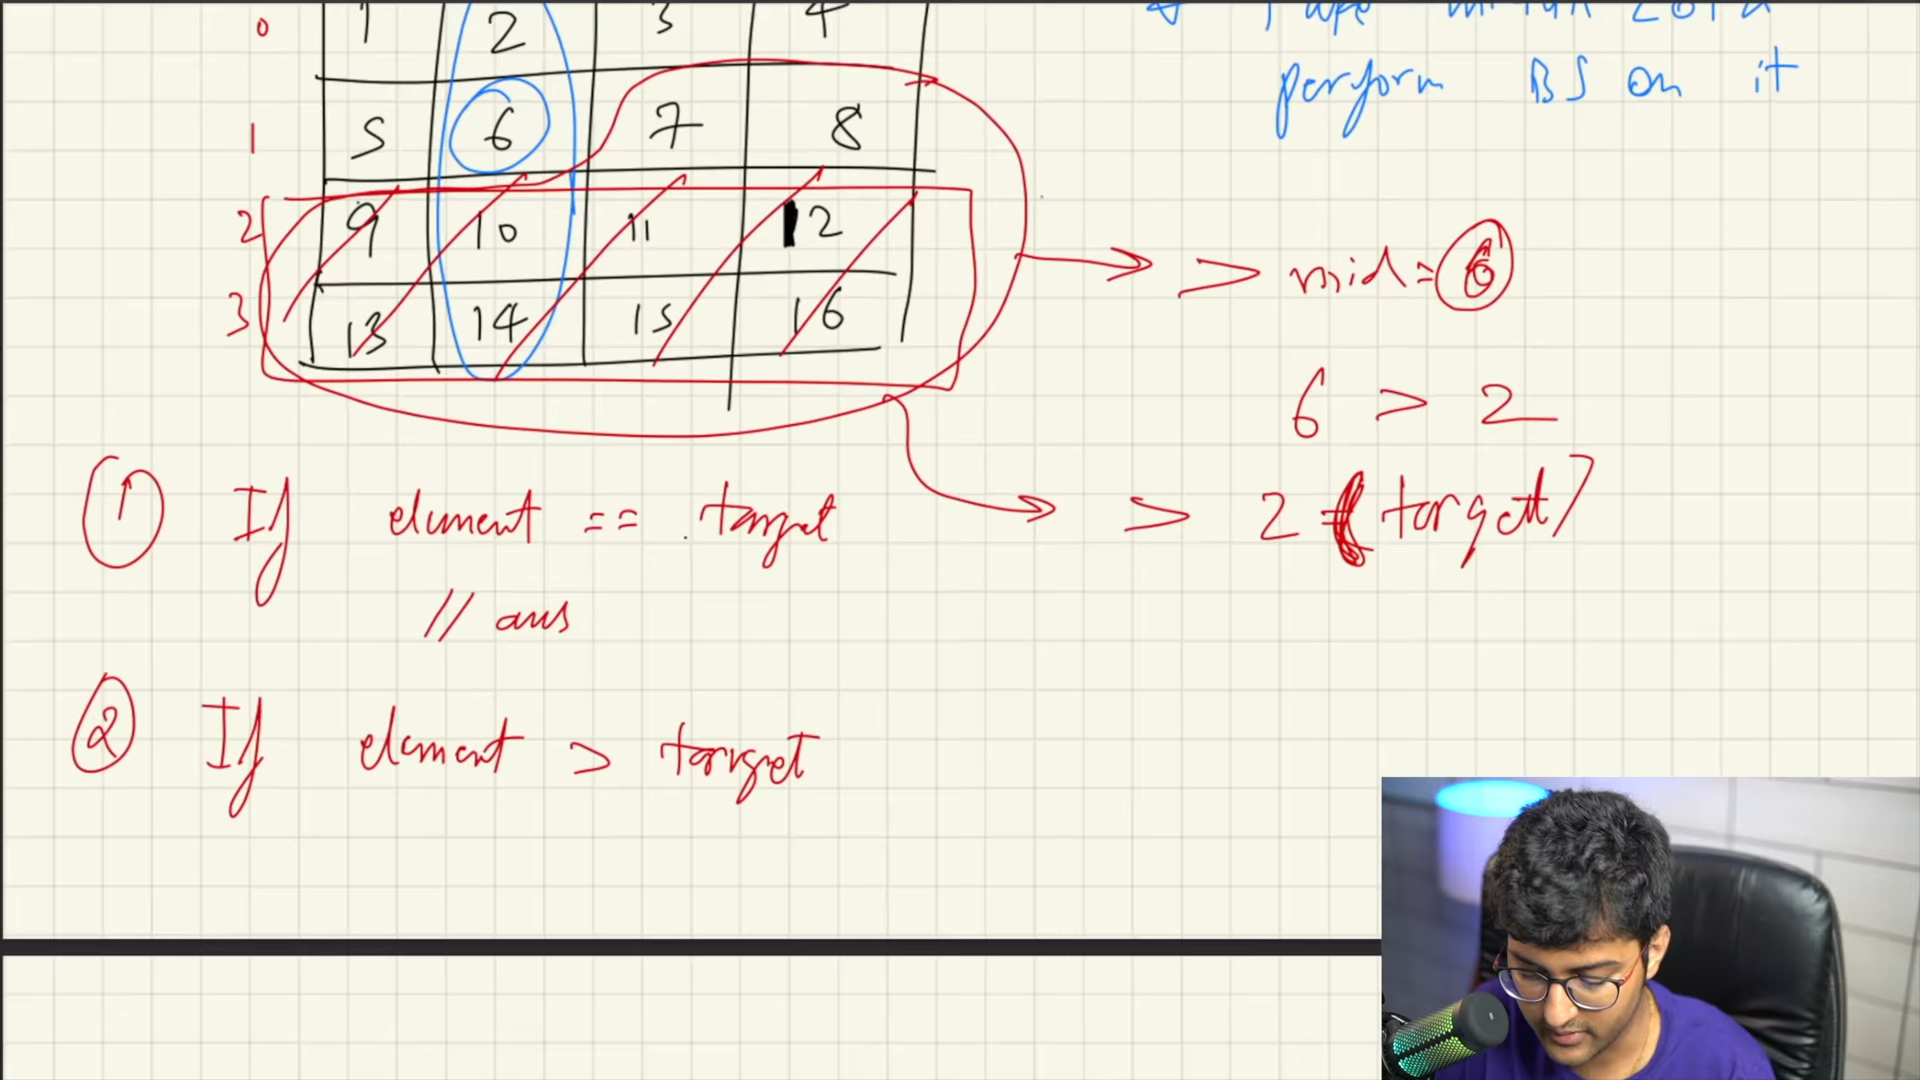 0 1 2 3 4
perform BS on it
1 5 6 7 8
2 9 10 11 12
> mid = 6
3 13 14 15 16
6 > 2
① If element == target
> 2 (target)
// ans
② If element > target